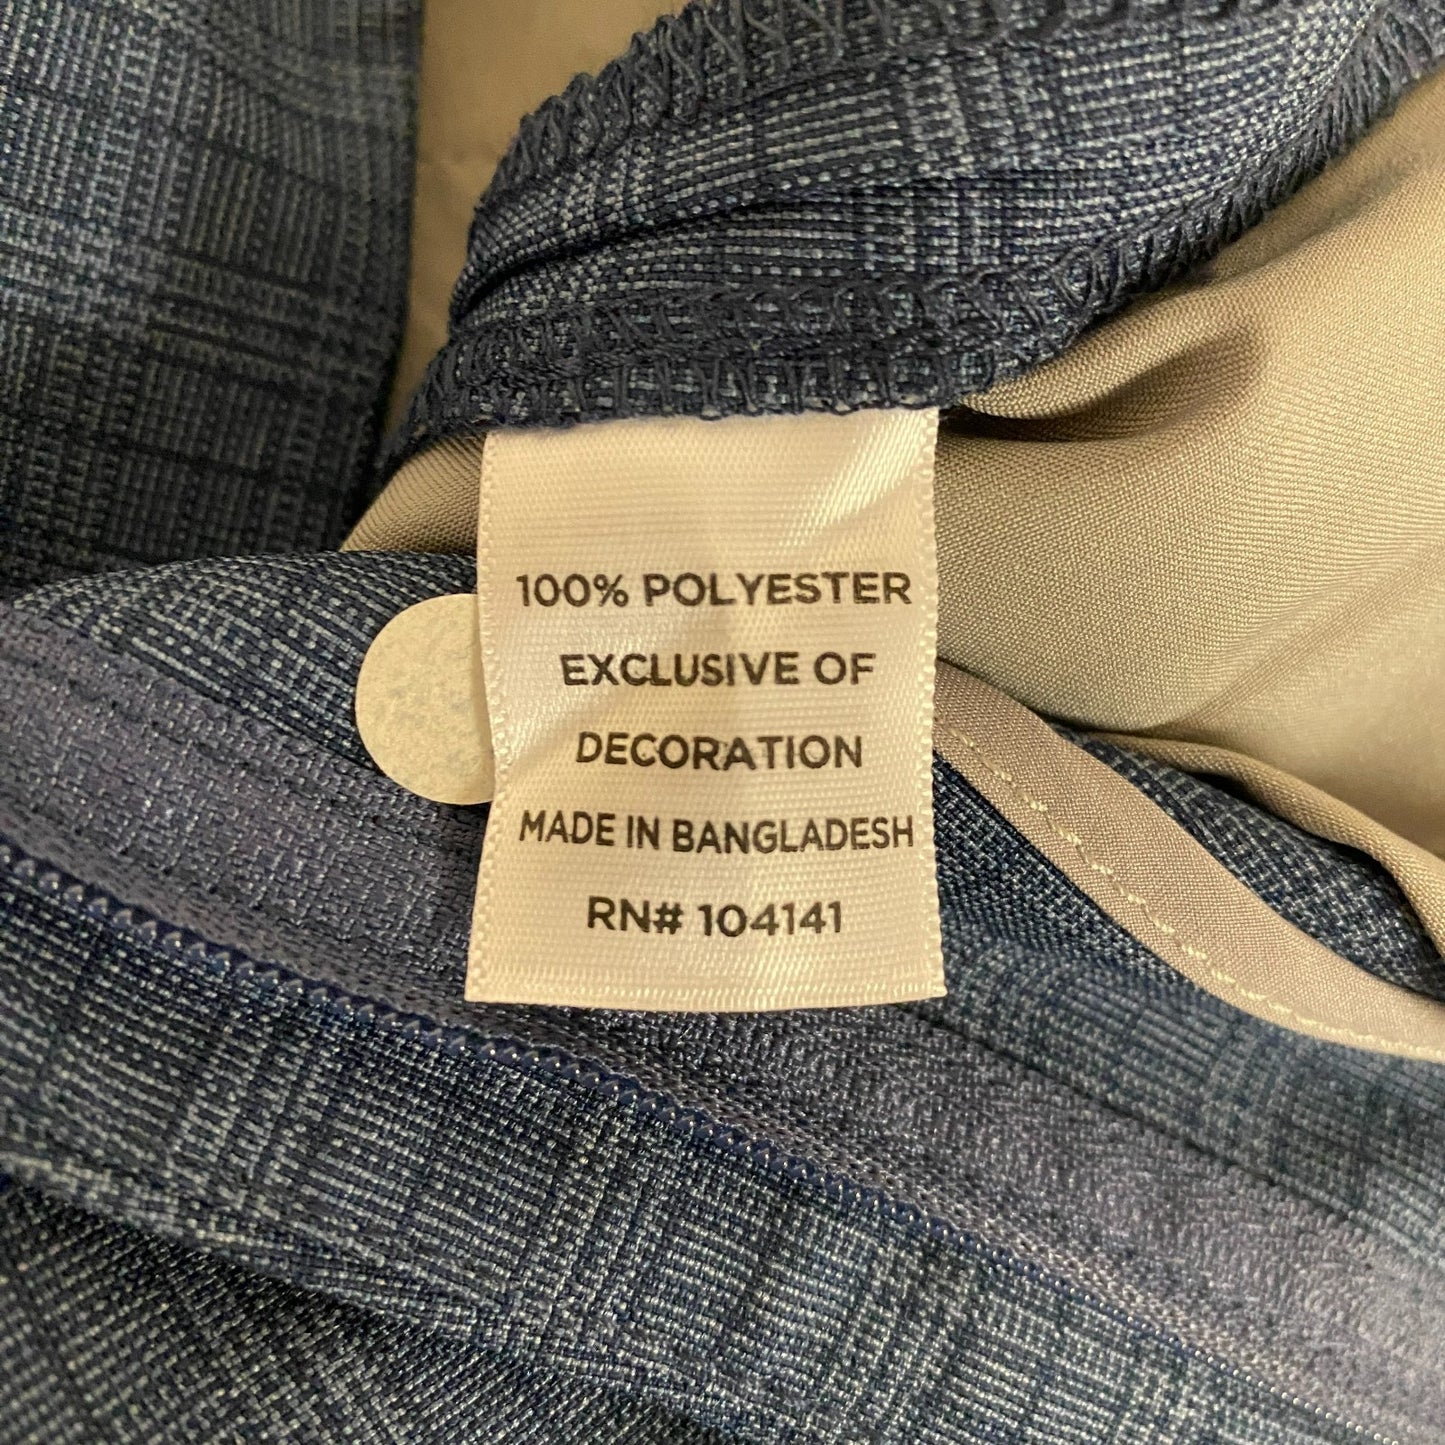 100% POLYESTER
EXCLUSIVE OF
DECORATION
MADE IN BANGLADESH
RN# 104141